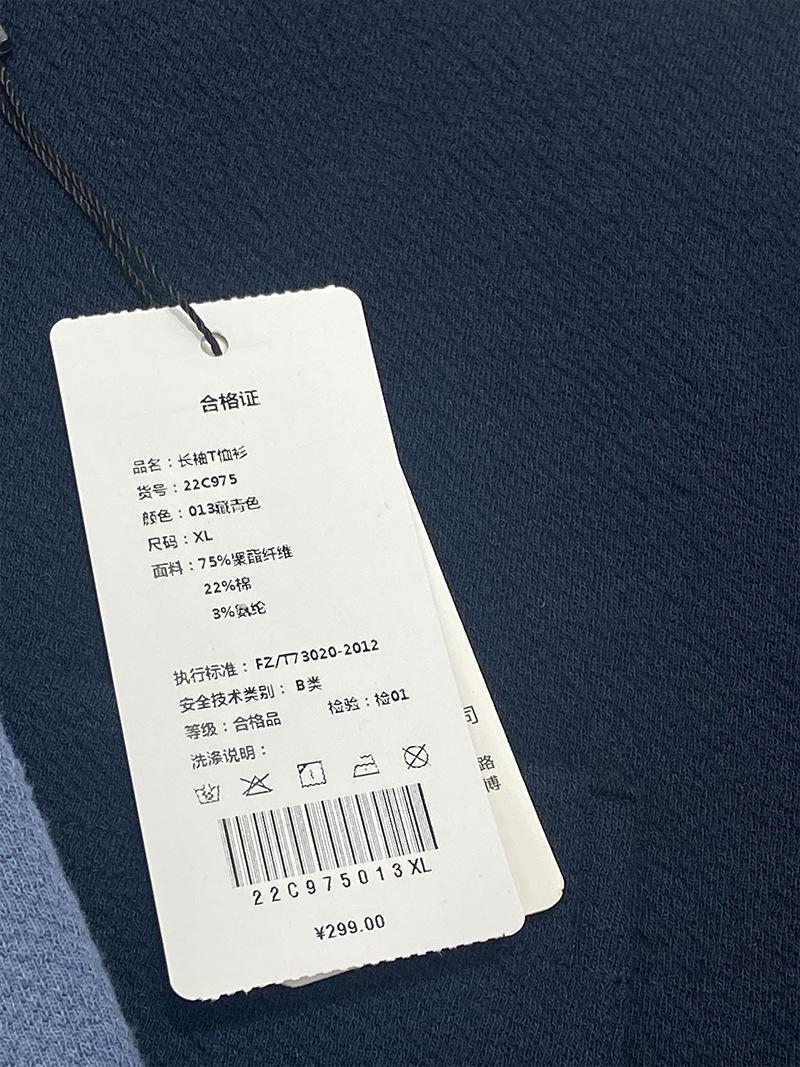 合格证
品名：长袖T恤衫
货号：22C975
颜色：013藏青色
尺码：XL
面料：75%聚酯纤维
22%棉
3%氨纶
执行标准：FZ/T73020-2012
安全技术类别：B类
等级：合格品 检验：检01
洗涤说明：
22C975013XL
¥299.00
司
路
博